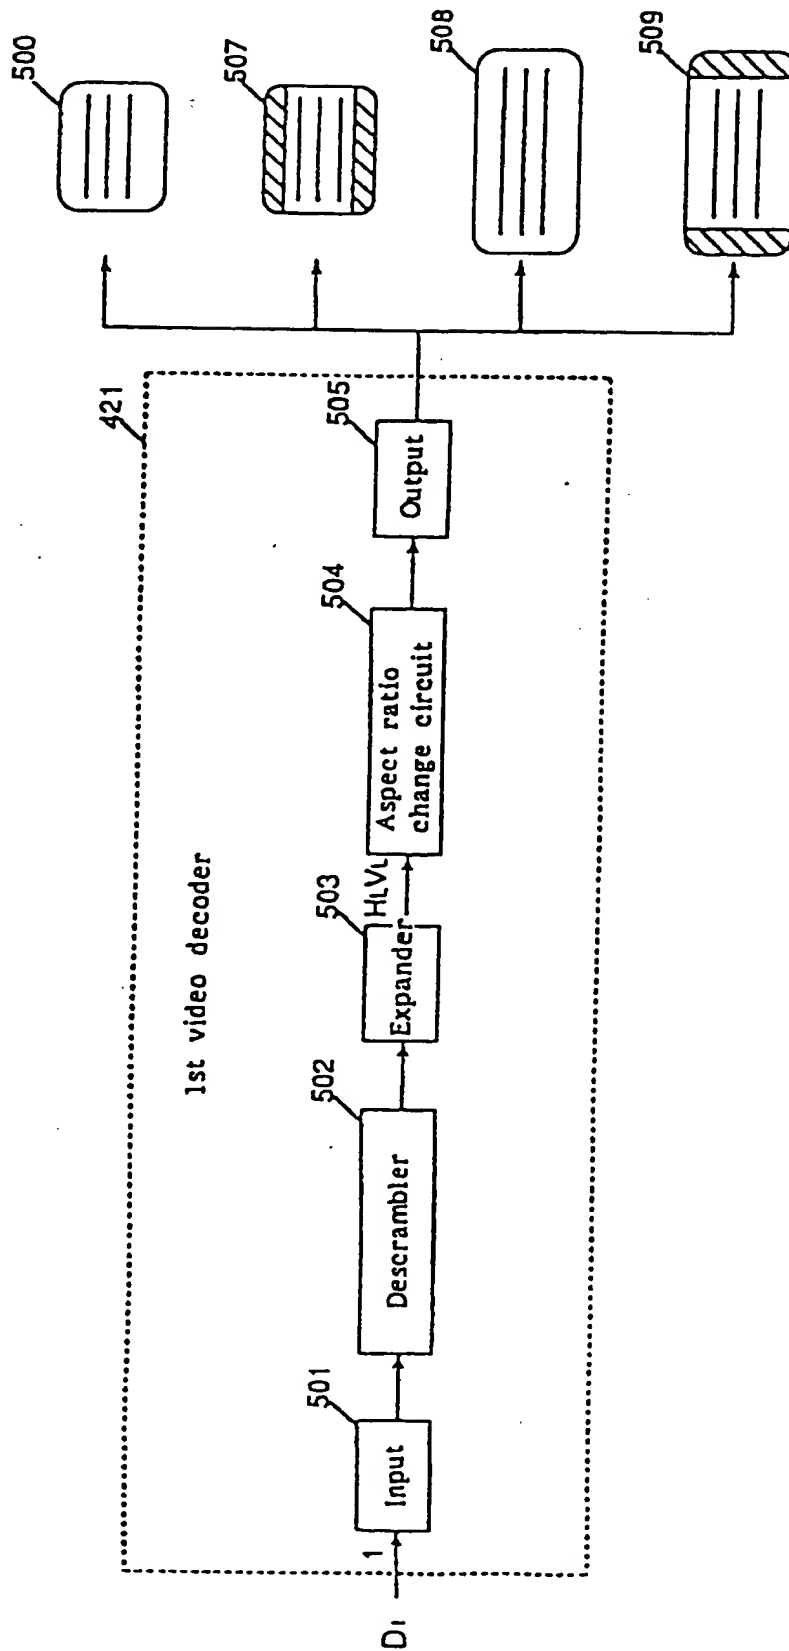 1st video decoder
421
D1
1
501
Input
502
Descrambler
503
Expander
HLVL
504
Aspect ratio
change circuit
505
Output
500
507
508
509